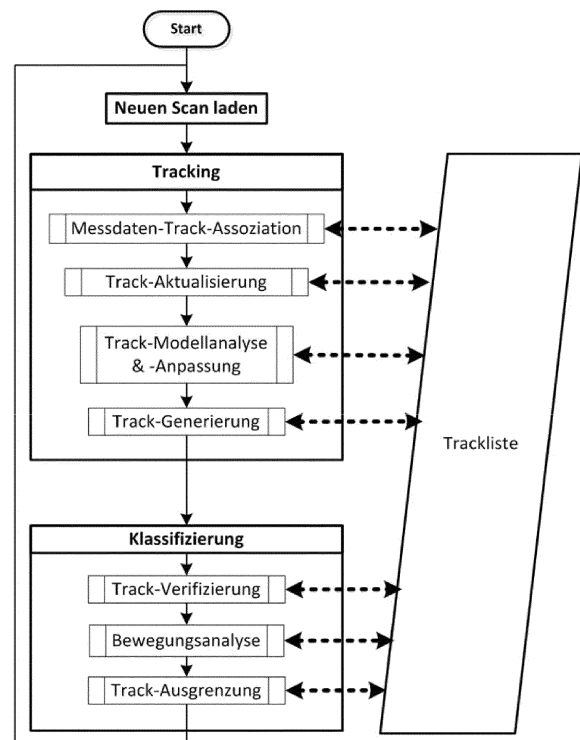 Start
Neuen Scan laden
Tracking
Messdaten-Track-Assoziation
Track-Aktualisierung
Track-Modellanalyse
& -Anpassung
Track-Generierung
Trackliste
Klassifizierung
Track-Verifizierung
Bewegungsanalyse
Track-Ausgrenzung